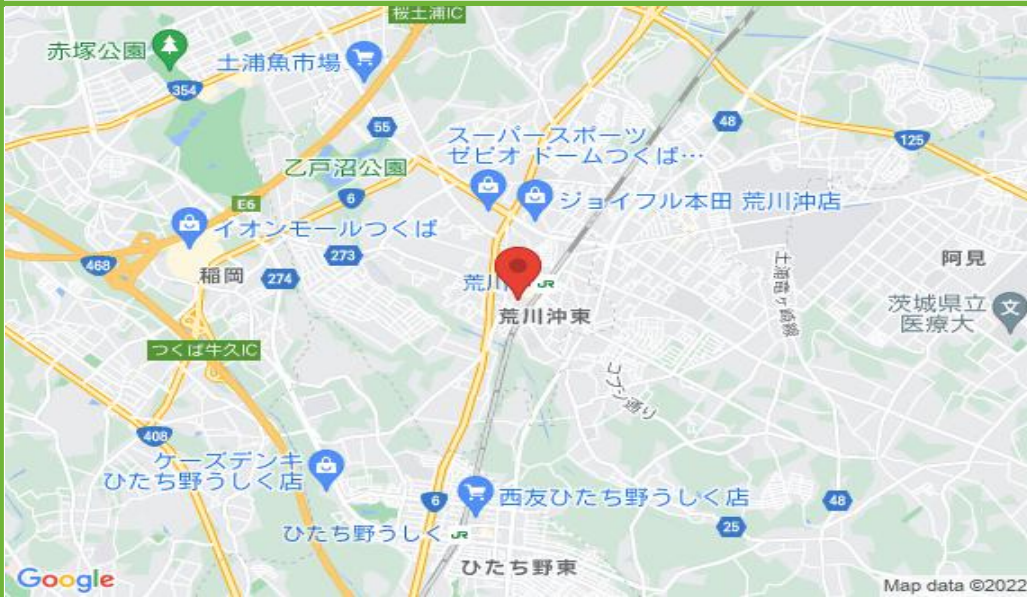 桜土浦IC
赤塚公園
土浦魚市場
354
55
48
125
スーパースポーツ
ゼビオ ドームつくば…
乙戸沼公園
6
E6
ジョイフル本田 荒川沖店
イオンモールつくば
273
468
稲岡
274
阿見
荒川
JR
荒川沖東
土浦竜ヶ崎線
茨城県立
医療大
文
つくば牛久IC
コブシ通り
408
ケーズデンキ
ひたち野うしく店
6
西友ひたち野うしく店
48
25
ひたち野うしく
JR
ひたち野東
Google
Map data ©2022